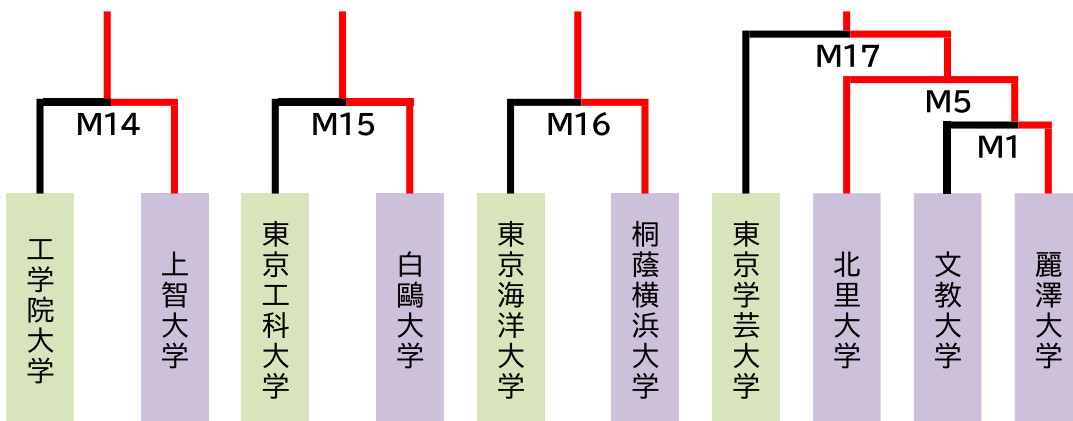 M17
M5
M14
M15
M16
M1
工学院大学
上智大学
東京工科大学
白鷗大学
東京海洋大学
桐蔭横浜大学
東京学芸大学
北里大学
文教大学
麗澤大学